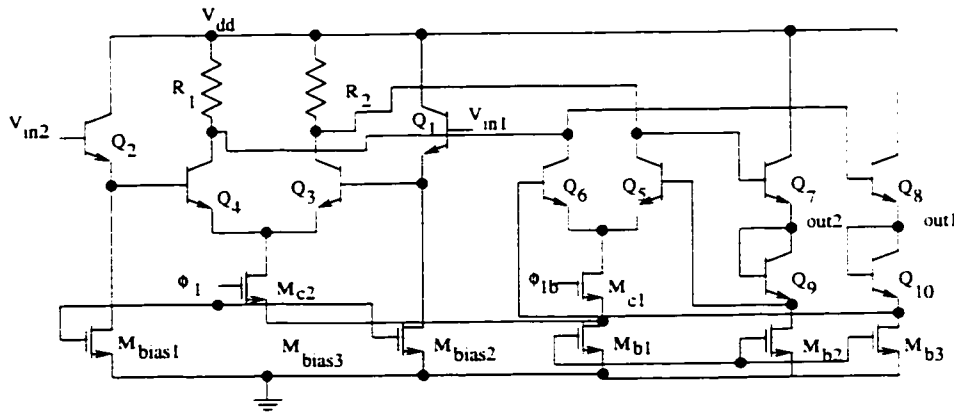 V_dd
R_1
R_2
V_in2
Q_2
Q_1
V_in1
Q_4
Q_3
Q_6
Q_5
Q_7
Q_8
out2
out1
Φ_1
M_c2
Φ_1b
M_c1
Q_9
Q_10
M_bias1
M_bias3
M_bias2
M_b1
M_b2
M_b3